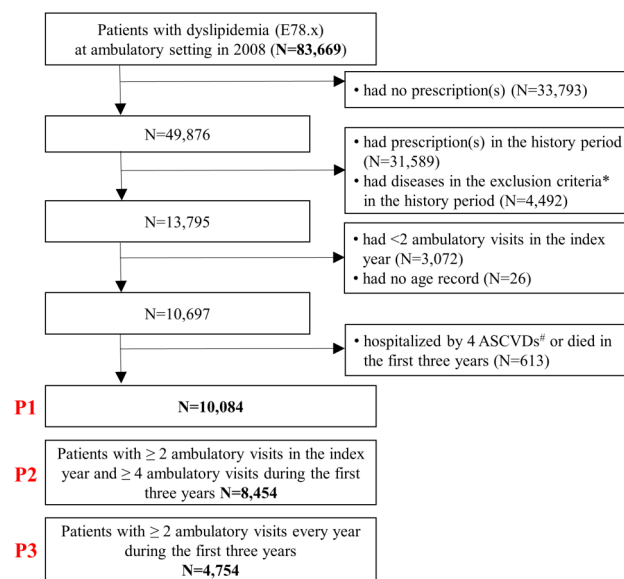 Patients with dyslipidemia (E78.x)
at ambulatory setting in 2008 (N=83,669)
• had no prescription(s) (N=33,793)
N=49,876
• had prescription(s) in the history period
(N=31,589)
• had diseases in the exclusion criteria*
in the history period (N=4,492)
N=13,795
• had <2 ambulatory visits in the index
year (N=3,072)
• had no age record (N=26)
N=10,697
• hospitalized by 4 ASCVDs# or died in
the first three years (N=613)
P1
N=10,084
P2
Patients with ≥ 2 ambulatory visits in the index
year and ≥ 4 ambulatory visits during the first
three years N=8,454
P3
Patients with ≥ 2 ambulatory visits every year
during the first three years
N=4,754